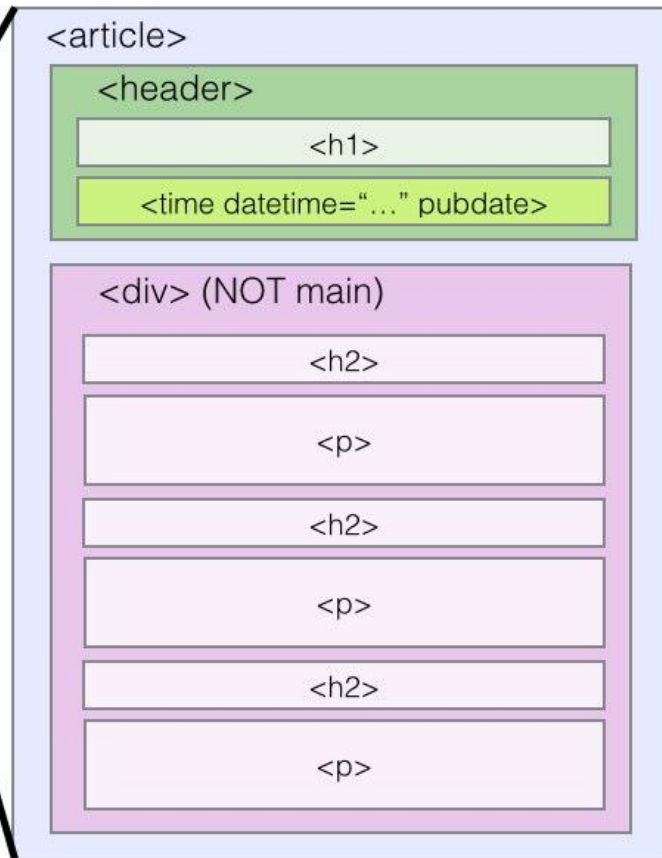 <article>
<header>
<h1>
<time datetime=“…” pubdate>
<div> (NOT main)
<h2>
<p>
<h2>
<p>
<h2>
<p>